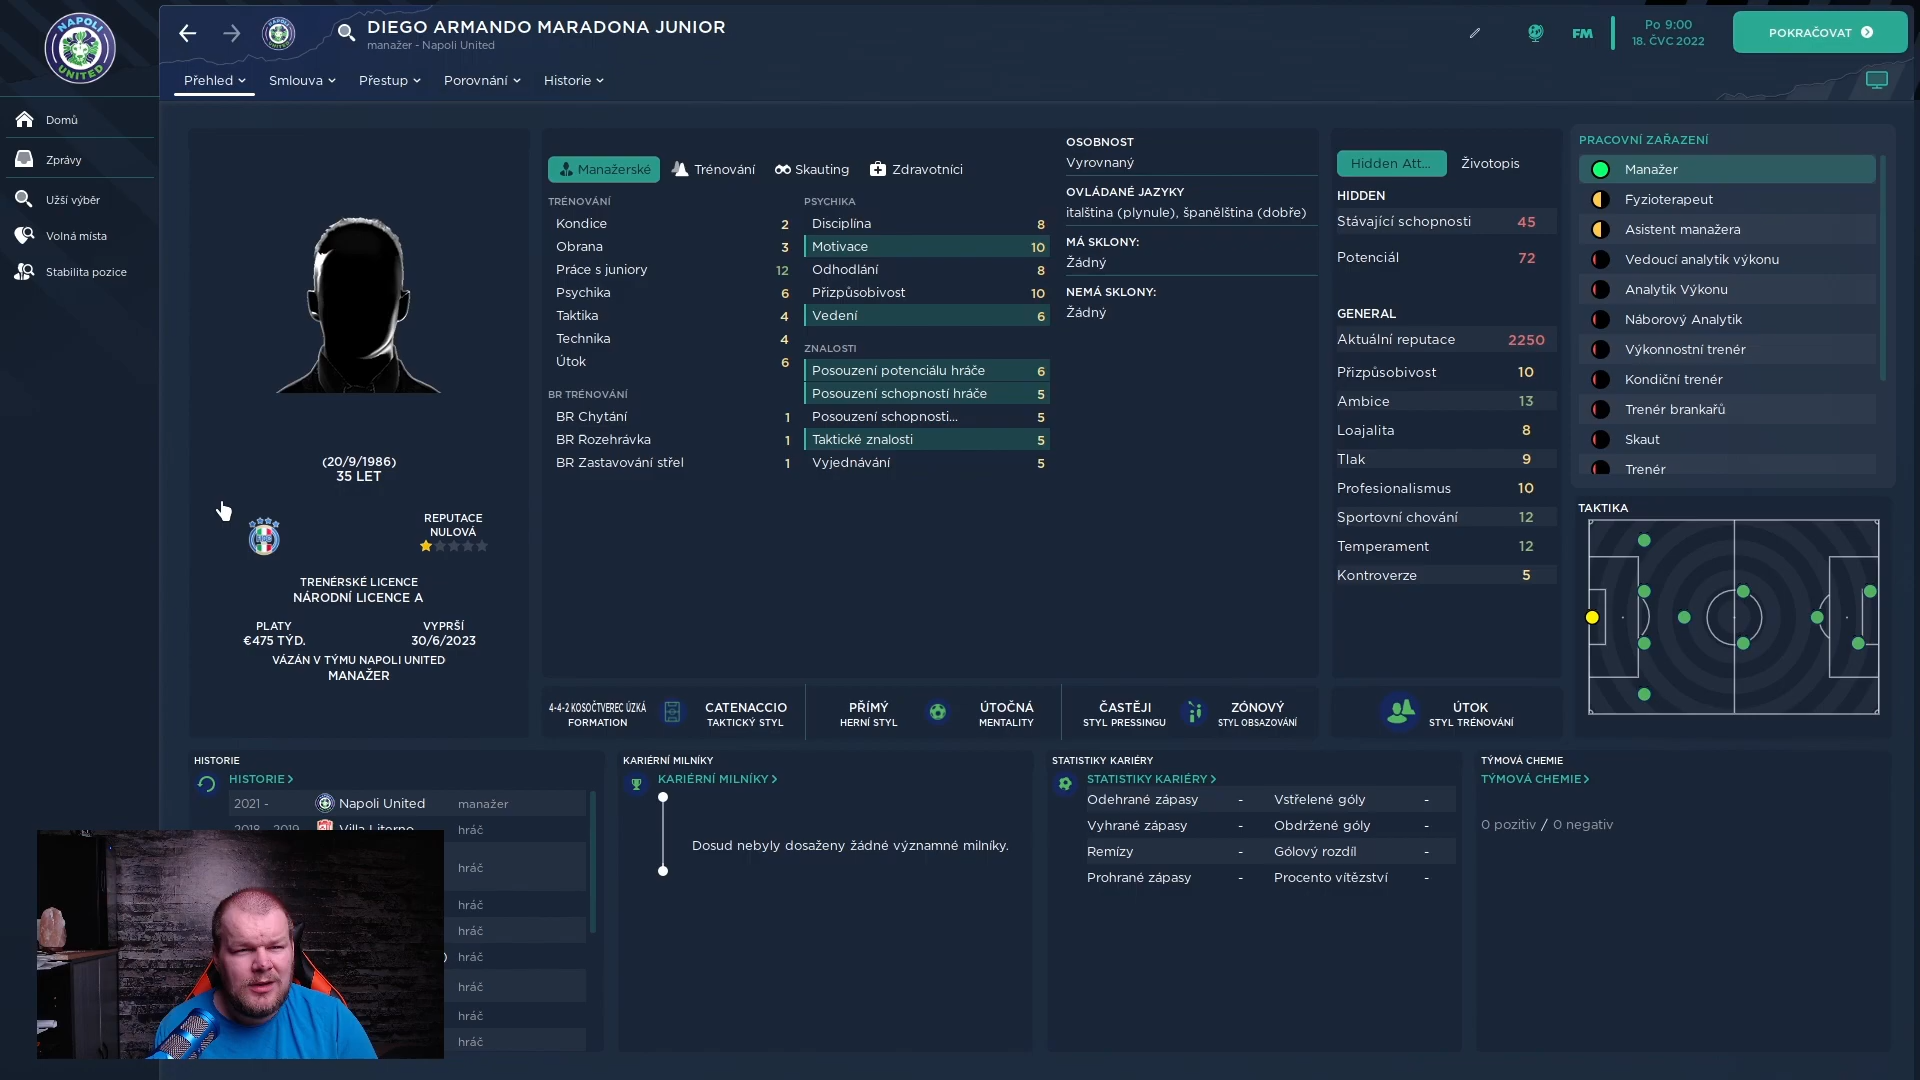 NAPOLI
UNITED
DIEGO ARMANDO MARADONA JUNIOR
manažer - Napoli United
FM
Po 9:00
18. ČVC 2022
POKRAČOVAT
Přehled
Smlouva
Přestup
Porovnání
Historie
Domů
Zprávy
Užší výběr
Volná místa
Stabilita pozice
(20/9/1986)
35 LET
REPUTACE
NULOVÁ
TRENÉRSKÉ LICENCE
NÁRODNÍ LICENCE A
PLATY
€475 TÝD.
VYPRŠÍ
30/6/2023
VÁZÁN V TÝMU NAPOLI UNITED
MANAŽER
Manažerské
Trénování
Skauting
Zdravotníci
TRÉNOVÁNÍ
Kondice 2
Obrana 3
Práce s juniory 12
Psychika 6
Taktika 4
Technika 4
Útok 6
BR TRÉNOVÁNÍ
BR Chytání 1
BR Rozehrávka 1
BR Zastavování střel 1
PSYCHIKA
Disciplína 8
Motivace 10
Odhodlání 8
Přizpůsobivost 10
Vedení 6
ZNALOSTI
Posouzení potenciálu hráče 6
Posouzení schopností hráče 5
Posouzení schopnosti... 5
Taktické znalosti 5
Vyjednávání 5
OSOBNOST
Vyrovnaný
OVLÁDANÉ JAZYKY
italština (plynule), španělština (dobře)
MÁ SKLONY:
Žádný
NEMÁ SKLONY:
Žádný
Hidden Att...
Životopis
HIDDEN
Stávající schopnosti 45
Potenciál 72
GENERAL
Aktuální reputace 2250
Přizpůsobivost 10
Ambice 13
Loajalita 8
Tlak 9
Profesionalismus 10
Sportovní chování 12
Temperament 12
Kontroverze 5
PRACOVNÍ ZAŘAZENÍ
Manažer
Fyzioterapeut
Asistent manažera
Vedoucí analytik výkonu
Analytik Výkonu
Náborový Analytik
Výkonnostní trenér
Kondiční trenér
Trenér brankařů
Skaut
Trenér
TAKTIKA
4-4-2 KOSOČTVEREC ÚZKÁ
FORMATION
CATENACCIO
TAKTICKÝ STYL
PŘÍMÝ
HERNÍ STYL
ÚTOČNÁ
MENTALITY
ČASTĚJI
STYL PRESSINGU
ZÓNOVÝ
STYL OBSAZOVÁNÍ
ÚTOK
STYL TRÉNOVÁNÍ
HISTORIE
HISTORIE
2021 - Napoli United manažer
2018 - 2019 Villa Literno hráč
hráč
hráč
hráč
) hráč
hráč
hráč
hráč
KARIÉRNÍ MILNÍKY
KARIÉRNÍ MILNÍKY
Dosud nebyly dosaženy žádné významné milníky.
STATISTIKY KARIÉRY
STATISTIKY KARIÉRY
Odehrané zápasy - Vstřelené góly -
Vyhrané zápasy - Obdržené góly -
Remízy - Gólový rozdíl -
Prohrané zápasy - Procento vítězství -
TÝMOVÁ CHEMIE
TÝMOVÁ CHEMIE
0 pozitiv / 0 negativ